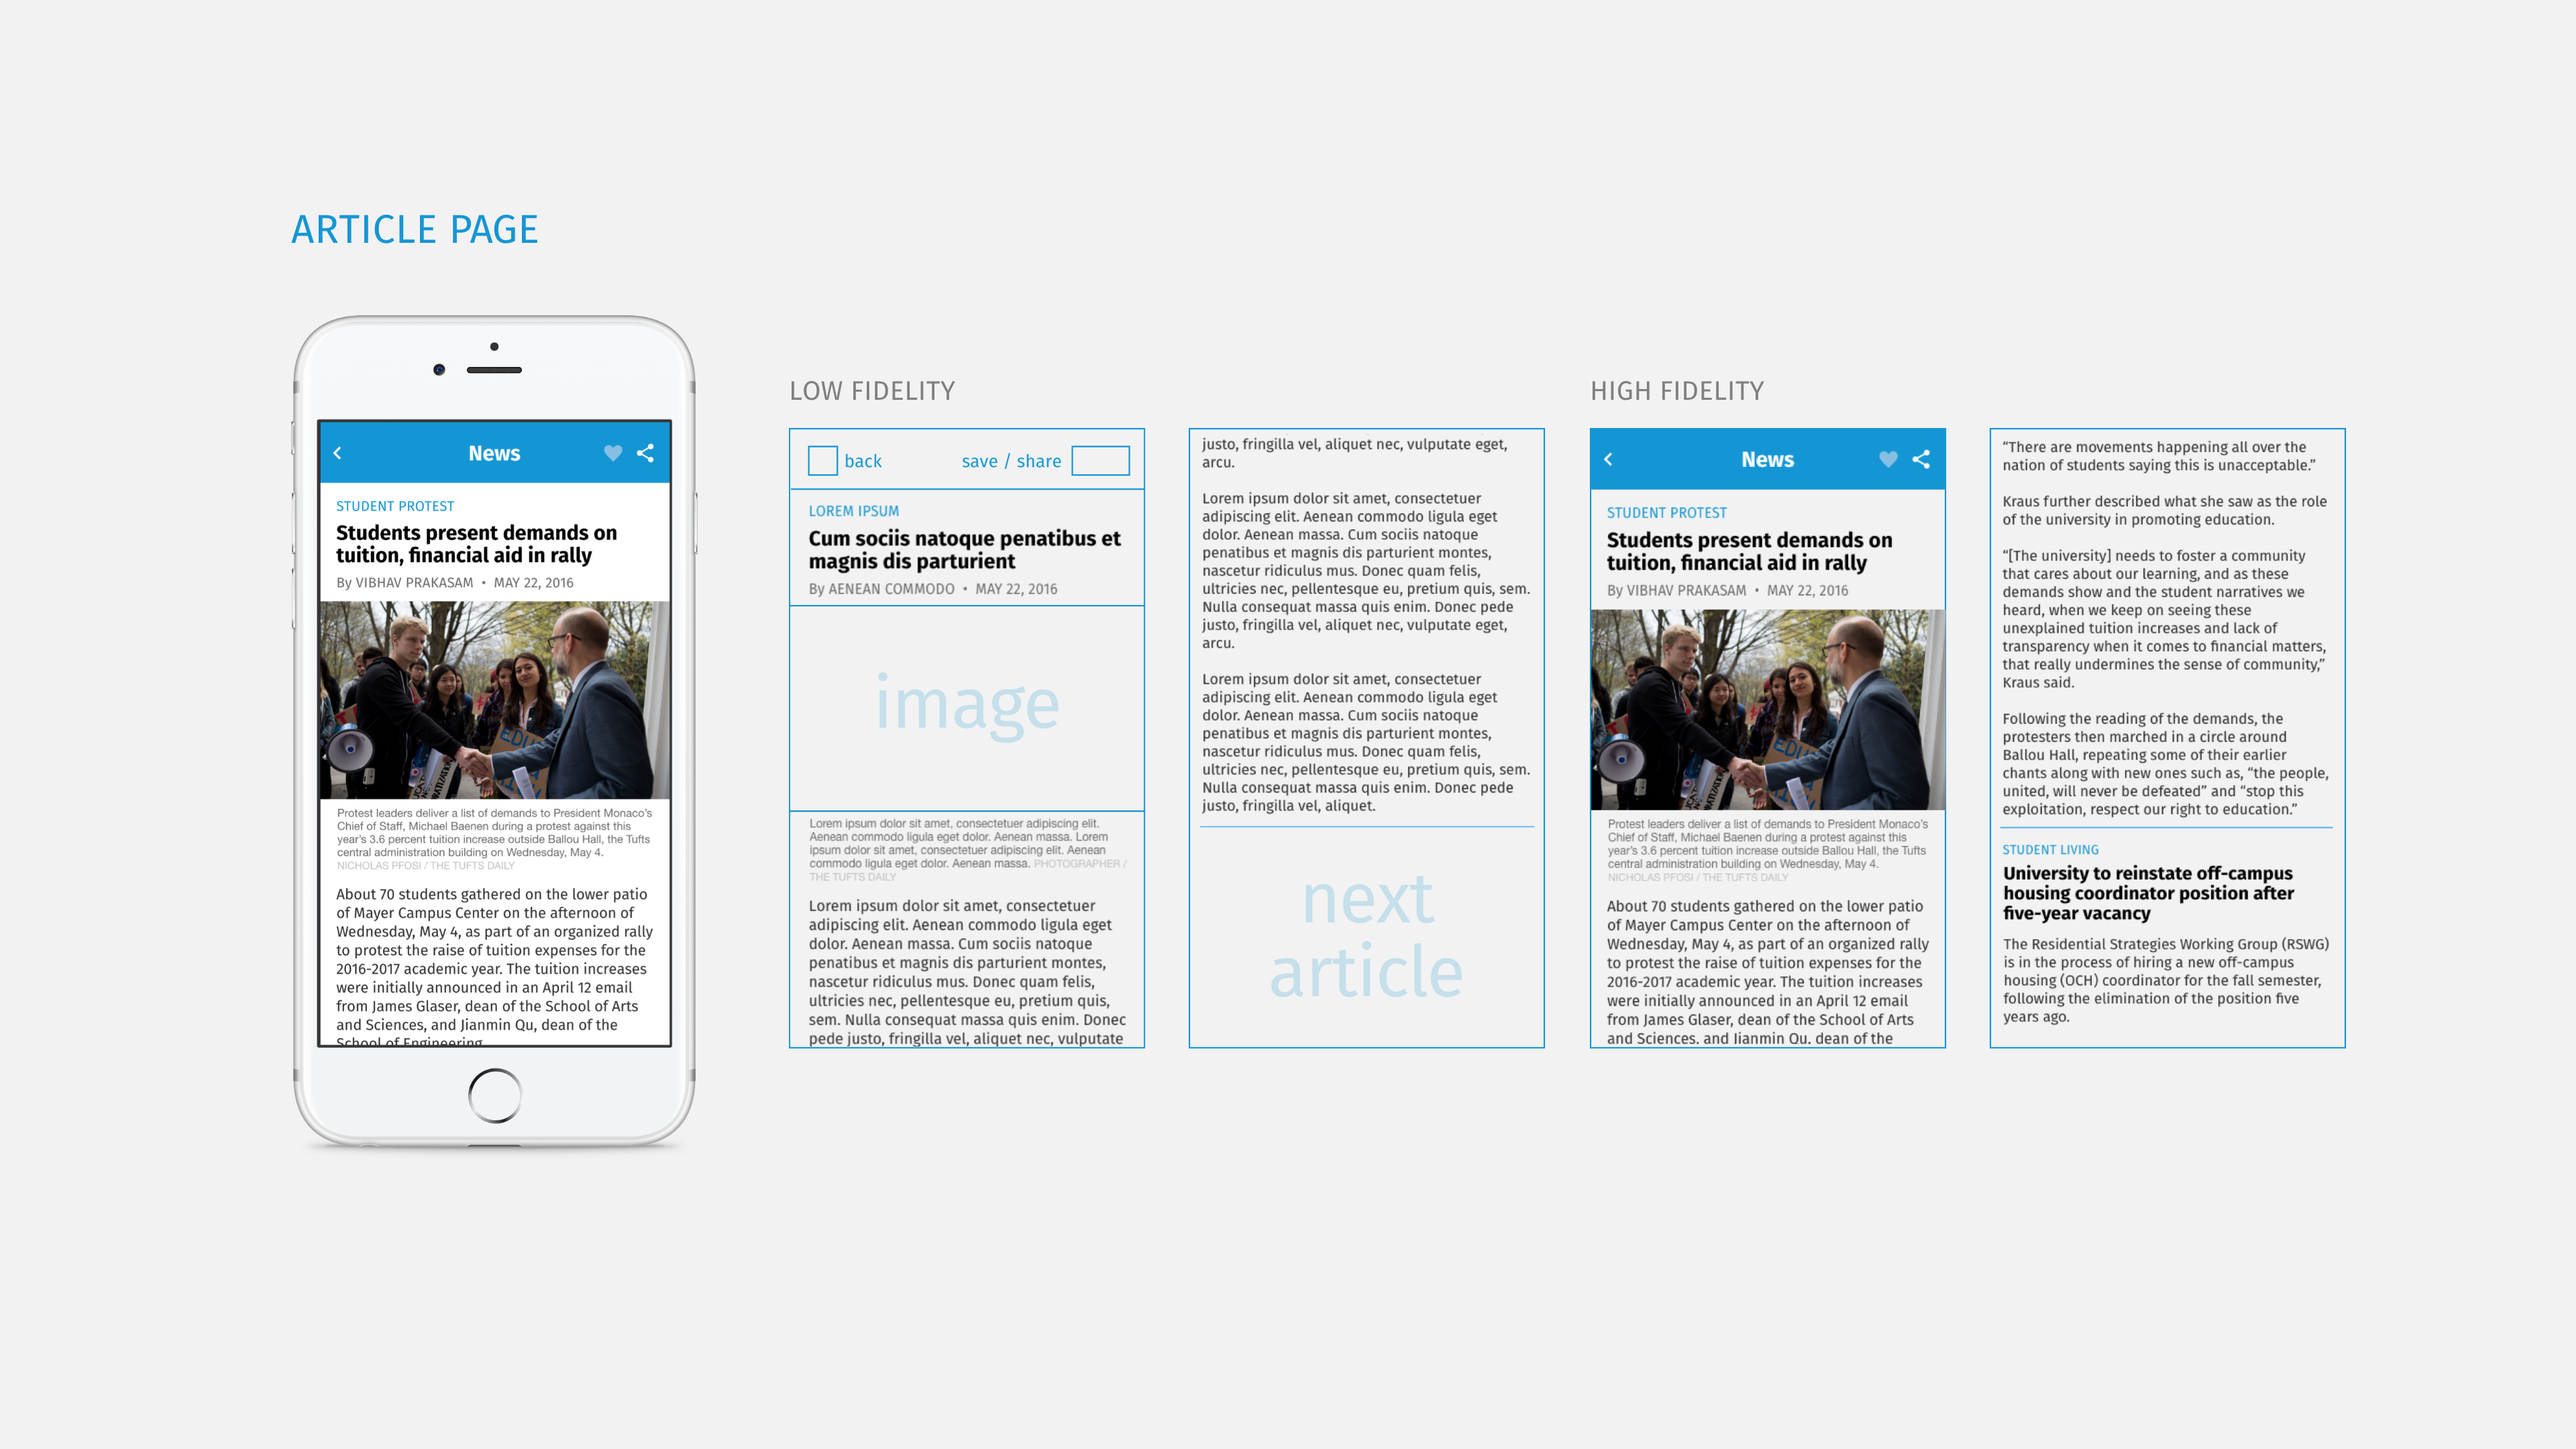 ARTICLE PAGE
News
STUDENT PROTEST
Students present demands on
tuition, financial aid in rally
By VIBHAV PRAKASAM • MAY 22, 2016
EDU
Protest leaders deliver a list of demands to President Monaco's
Chief of Staff, Michael Baenen during a protest against this
year's 3.6 percent tuition increase outside Ballou Hall, the Tufts
central administration building on Wednesday, May 4.
NICHOLAS PFOSI / THE TUFTS DAILY
About 70 students gathered on the lower patio
of Mayer Campus Center on the afternoon of
Wednesday, May 4, as part of an organized rally
to protest the raise of tuition expenses for the
2016-2017 academic year. The tuition increases
were initially announced in an April 12 email
from James Glaser, dean of the School of Arts
and Sciences, and Jianmin Qu, dean of the
School of Engineering
LOW FIDELITY
back save / share
LOREM IPSUM
Cum sociis natoque penatibus et
magnis dis parturient
By AENEAN COMMODO • MAY 22, 2016
image
Lorem ipsum dolor sit amet, consectetuer adipiscing elit.
Aenean commodo ligula eget dolor. Aenean massa. Lorem
ipsum dolor sit amet, consectetuer adipiscing elit. Aenean
commodo ligula eget dolor. Aenean massa. PHOTOGRAPHER /
THE TUFTS DAILY
Lorem ipsum dolor sit amet, consectetuer
adipiscing elit. Aenean commodo ligula eget
dolor. Aenean massa. Cum sociis natoque
penatibus et magnis dis parturient montes,
nascetur ridiculus mus. Donec quam felis,
ultricies nec, pellentesque eu, pretium quis,
sem. Nulla consequat massa quis enim. Donec
pede justo, fringilla vel, aliquet nec, vulputate
justo, fringilla vel, aliquet nec, vulputate eget,
arcu.
Lorem ipsum dolor sit amet, consectetuer
adipiscing elit. Aenean commodo ligula eget
dolor. Aenean massa. Cum sociis natoque
penatibus et magnis dis parturient montes,
nascetur ridiculus mus. Donec quam felis,
ultricies nec, pellentesque eu, pretium quis, sem.
Nulla consequat massa quis enim. Donec pede
justo, fringilla vel, aliquet nec, vulputate eget,
arcu.
Lorem ipsum dolor sit amet, consectetuer
adipiscing elit. Aenean commodo ligula eget
dolor. Aenean massa. Cum sociis natoque
penatibus et magnis dis parturient montes,
nascetur ridiculus mus. Donec quam felis,
ultricies nec, pellentesque eu, pretium quis, sem.
Nulla consequat massa quis enim. Donec pede
justo, fringilla vel, aliquet.
next
article
HIGH FIDELITY
News
STUDENT PROTEST
Students present demands on
tuition, financial aid in rally
By VIBHAV PRAKASAM • MAY 22, 2016
EDU
Protest leaders deliver a list of demands to President Monaco's
Chief of Staff, Michael Baenen during a protest against this
year's 3.6 percent tuition increase outside Ballou Hall, the Tufts
central administration building on Wednesday, May 4.
NICHOLAS PFOSI / THE TUFTS DAILY
About 70 students gathered on the lower patio
of Mayer Campus Center on the afternoon of
Wednesday, May 4, as part of an organized rally
to protest the raise of tuition expenses for the
2016-2017 academic year. The tuition increases
were initially announced in an April 12 email
from James Glaser, dean of the School of Arts
and Sciences, and Jianmin Qu, dean of the
“There are movements happening all over the
nation of students saying this is unacceptable.”
Kraus further described what she saw as the role
of the university in promoting education.
“[The university] needs to foster a community
that cares about our learning, and as these
demands show and the student narratives we
heard, when we keep on seeing these
unexplained tuition increases and lack of
transparency when it comes to financial matters,
that really undermines the sense of community,”
Kraus said.
Following the reading of the demands, the
protesters then marched in a circle around
Ballou Hall, repeating some of their earlier
chants along with new ones such as, “the people,
united, will never be defeated” and “stop this
exploitation, respect our right to education.”
STUDENT LIVING
University to reinstate off-campus
housing coordinator position after
five-year vacancy
The Residential Strategies Working Group (RSWG)
is in the process of hiring a new off-campus
housing (OCH) coordinator for the fall semester,
following the elimination of the position five
years ago.